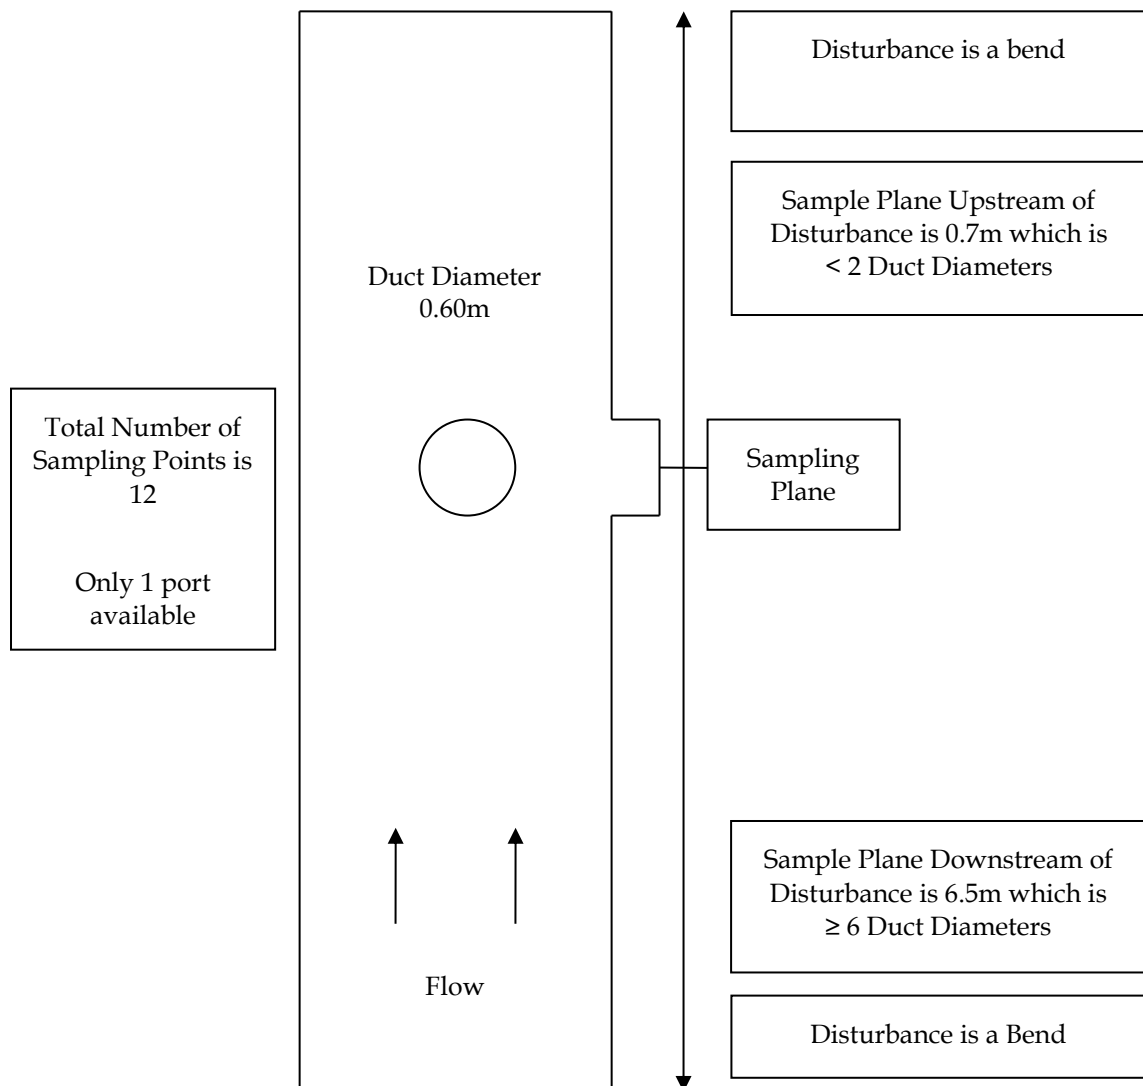 Disturbance is a bend
Sample Plane Upstream of
Disturbance is 0.7m which is
< 2 Duct Diameters
Duct Diameter
0.60m
Total Number of
Sampling Points is
12
Only 1 port
available
Sampling
Plane
Sample Plane Downstream of
Disturbance is 6.5m which is
≥ 6 Duct Diameters
Flow
Disturbance is a Bend